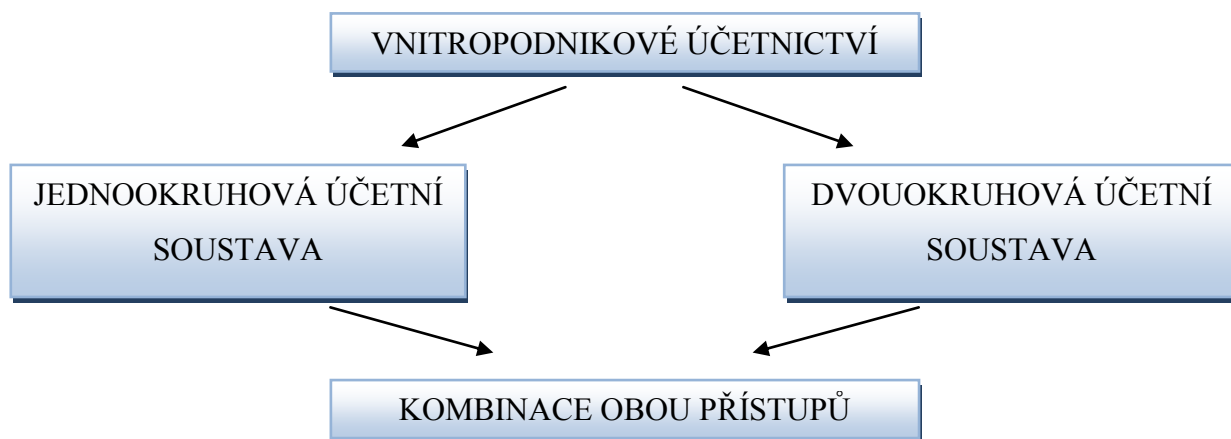 VNITROPODNIKOVÉ ÚČETNICTVÍ
JEDNOOKRUHOVÁ ÚČETNÍ
SOUSTAVA
DVOUOKRUHOVÁ ÚČETNÍ
SOUSTAVA
KOMBINACE OBOU PŘÍSTUPŮ